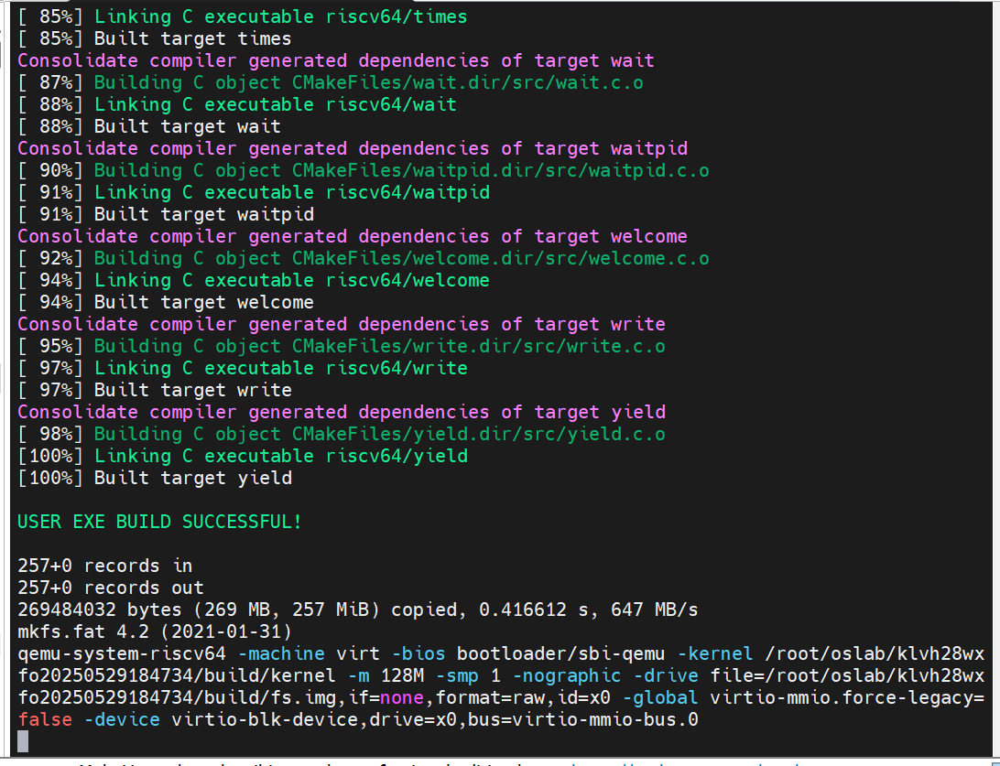 [ 85%] Linking C executable riscv64/times
[ 85%] Built target times
Consolidate compiler generated dependencies of target wait
[ 87%] Building C object CMakeFiles/wait.dir/src/wait.c.o
[ 88%] Linking C executable riscv64/wait
[ 88%] Built target wait
Consolidate compiler generated dependencies of target waitpid
[ 90%] Building C object CMakeFiles/waitpid.dir/src/waitpid.c.o
[ 91%] Linking C executable riscv64/waitpid
[ 91%] Built target waitpid
Consolidate compiler generated dependencies of target welcome
[ 92%] Building C object CMakeFiles/welcome.dir/src/welcome.c.o
[ 94%] Linking C executable riscv64/welcome
[ 94%] Built target welcome
Consolidate compiler generated dependencies of target write
[ 95%] Building C object CMakeFiles/write.dir/src/write.c.o
[ 97%] Linking C executable riscv64/write
[ 97%] Built target write
Consolidate compiler generated dependencies of target yield
[ 98%] Building C object CMakeFiles/yield.dir/src/yield.c.o
[100%] Linking C executable riscv64/yield
[100%] Built target yield
USER EXE BUILD SUCCESSFUL!
257+0 records in
257+0 records out
269484032 bytes (269 MB, 257 MiB) copied, 0.416612 s, 647 MB/s
mkfs.fat 4.2 (2021-01-31)
qemu-system-riscv64 -machine virt -bios bootloader/sbi-qemu -kernel /root/oslab/klvh28wx
fo20250529184734/build/kernel -m 128M -smp 1 -nographic -drive file=/root/oslab/klvh28wx
fo20250529184734/build/fs.img,if=none,format=raw,id=x0 -global virtio-mmio.force-legacy=
false -device virtio-blk-device,drive=x0,bus=virtio-mmio-bus.0